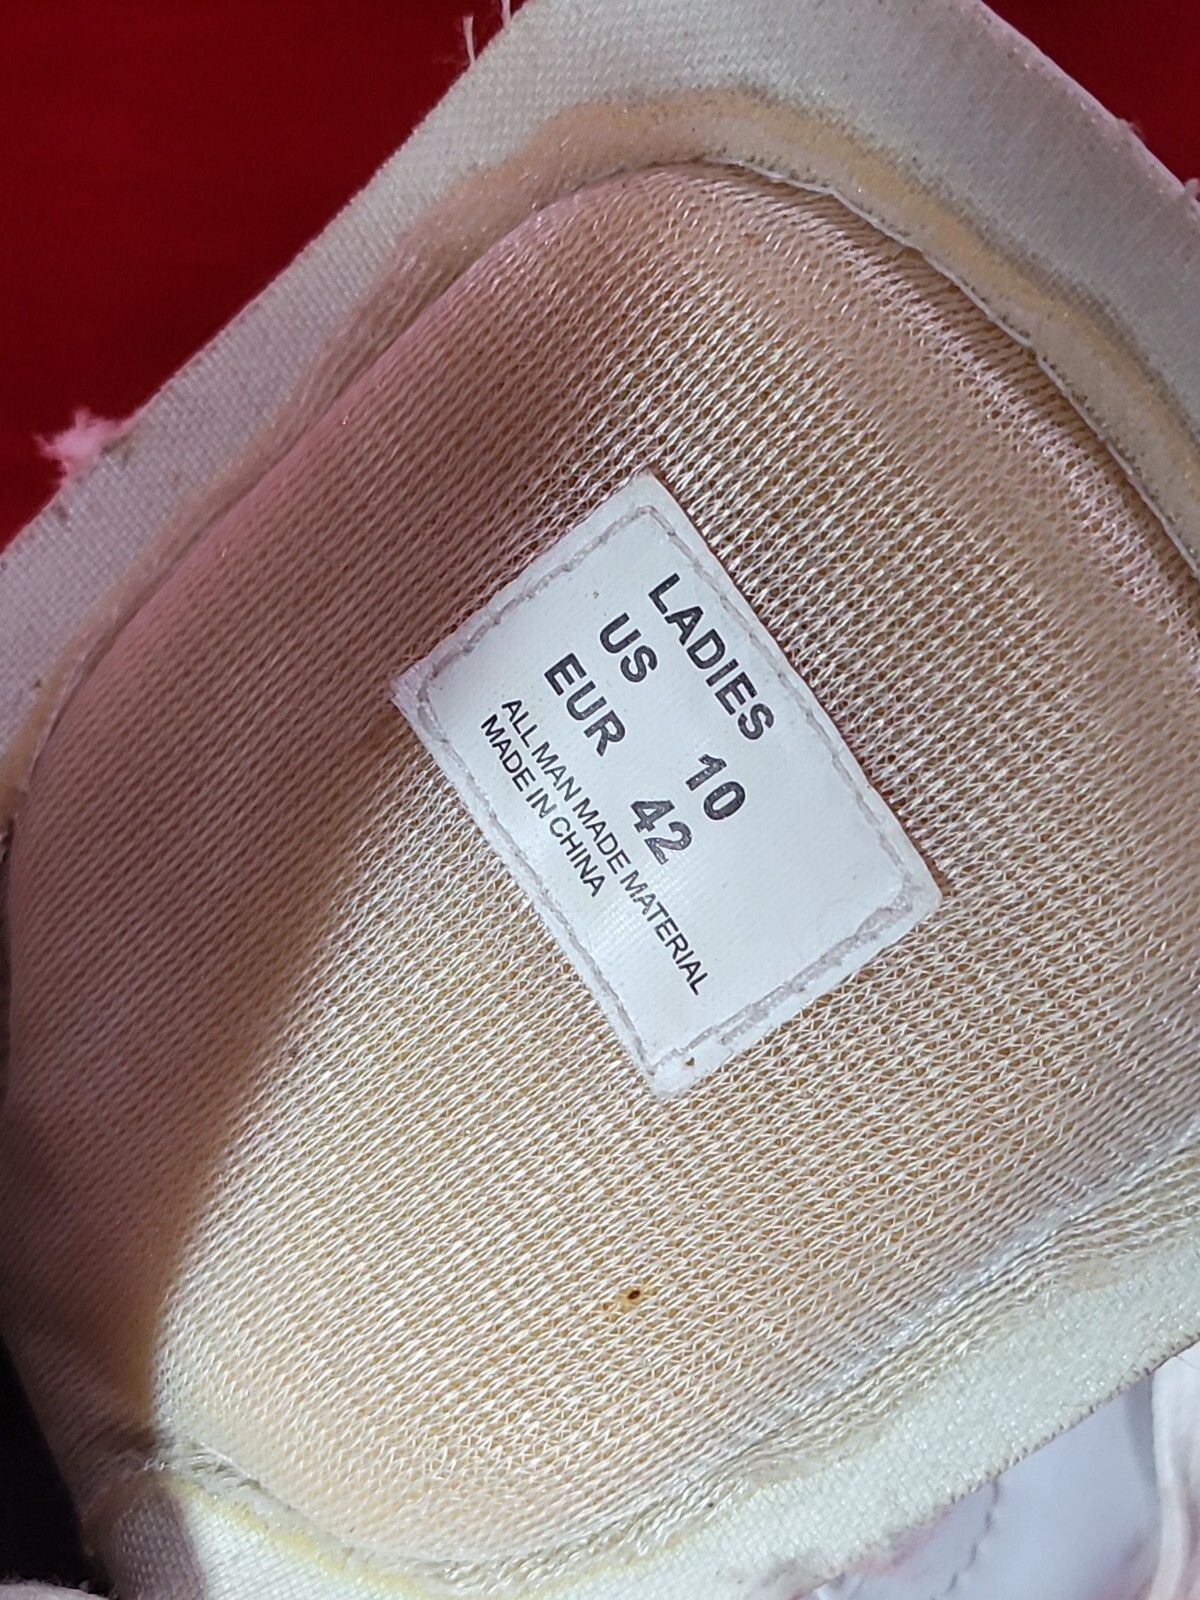 LADIES
US 10
EUR 42
ALL MAN MADE MATERIAL
MADE IN CHINA